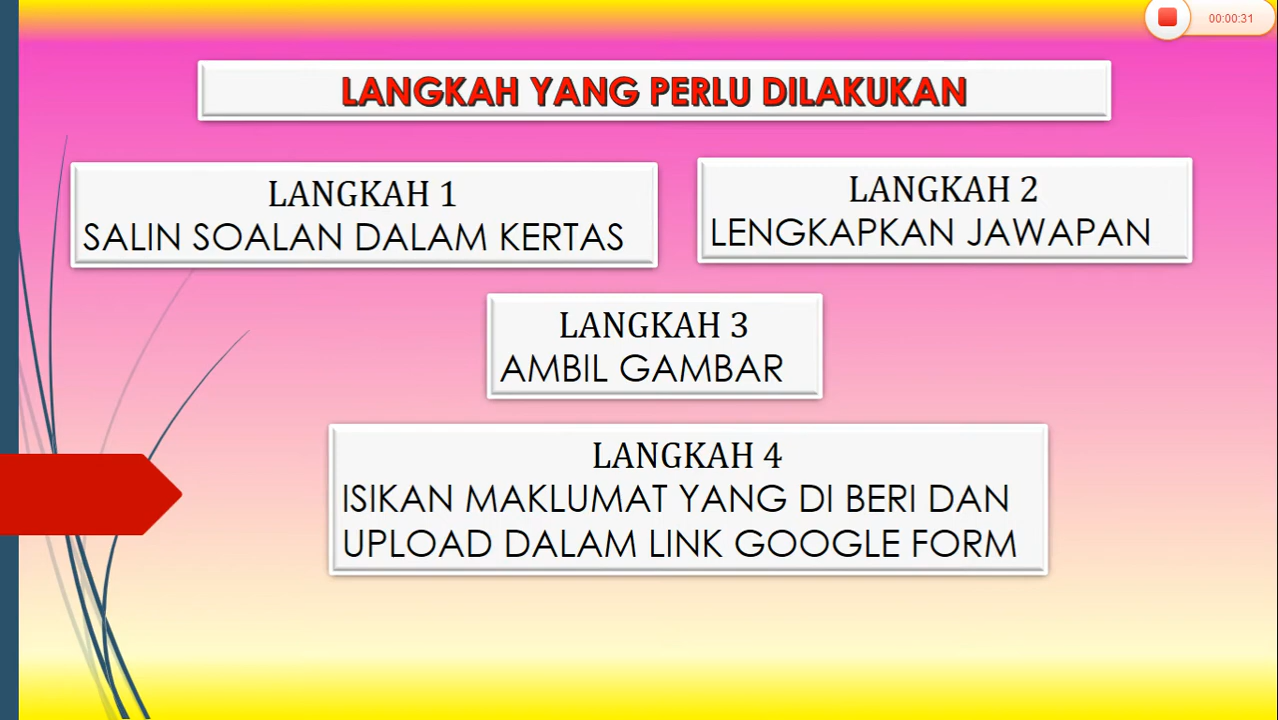 00:00:31
LANGKAH YANG PERLU DILAKUKAN
LANGKAH 1
SALIN SOALAN DALAM KERTAS
LANGKAH 2
LENGKAPKAN JAWAPAN
LANGKAH 3
AMBIL GAMBAR
LANGKAH 4
ISIKAN MAKLUMAT YANG DI BERI DAN
UPLOAD DALAM LINK GOOGLE FORM